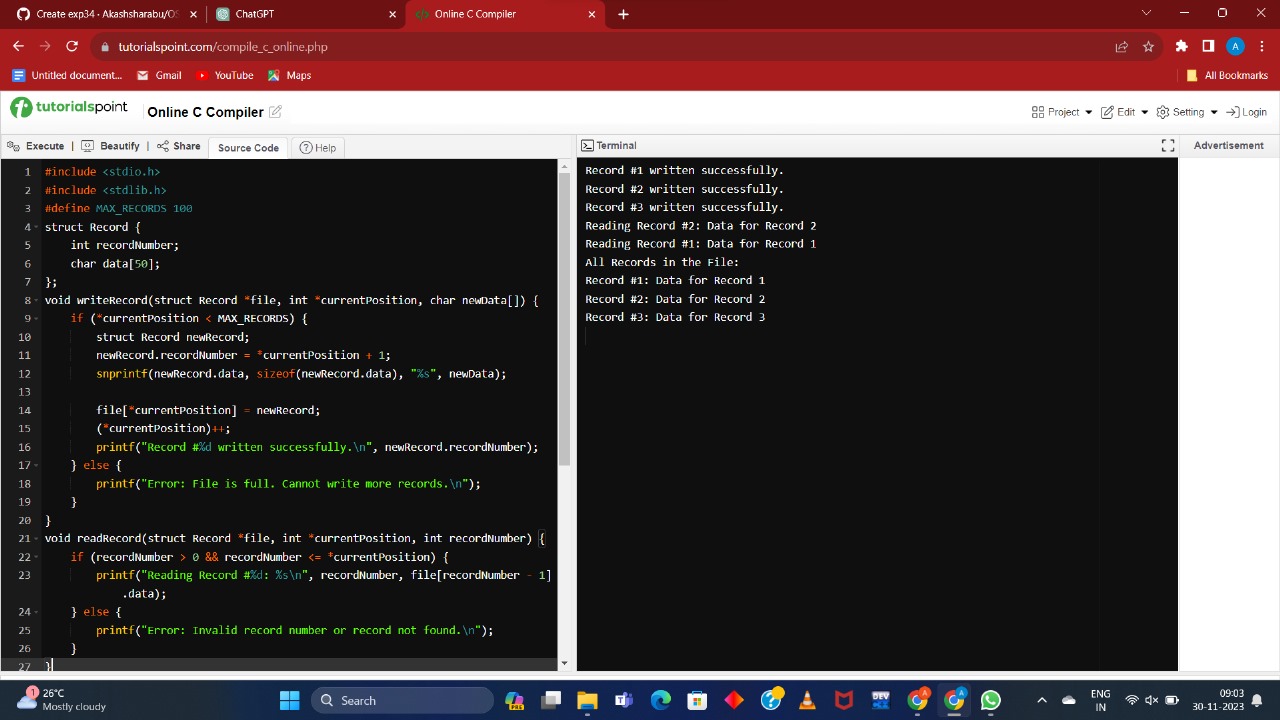 Create exp34 · Akashsharabu/OS
ChatGPT
Online C Compiler
tutorialspoint.com/compile_c_online.php
A
Untitled document...
Gmail
YouTube
Maps
All Bookmarks
tutorialspoint
Online C Compiler
Project
Edit
Setting
Login
Execute | Beautify | Share
Source Code
Help
Terminal
Advertisement
1 #include <stdio.h>
2 #include <stdlib.h>
3 #define MAX_RECORDS 100
4 struct Record {
5 int recordNumber;
6 char data[50];
7 };
8 void writeRecord(struct Record *file, int *currentPosition, char newData[]) {
9 if (*currentPosition < MAX_RECORDS) {
10 struct Record newRecord;
11 newRecord.recordNumber = *currentPosition + 1;
12 snprintf(newRecord.data, sizeof(newRecord.data), "%s", newData);
13
14 file[*currentPosition] = newRecord;
15 (*currentPosition)++;
16 printf("Record #%d written successfully.\n", newRecord.recordNumber);
17 } else {
18 printf("Error: File is full. Cannot write more records.\n");
19 }
20 }
21 void readRecord(struct Record *file, int *currentPosition, int recordNumber) {
22 if (recordNumber > 0 && recordNumber <= *currentPosition) {
23 printf("Reading Record #%d: %s\n", recordNumber, file[recordNumber - 1]
.data);
24 } else {
25 printf("Error: Invalid record number or record not found.\n");
26 }
27 }
Record #1 written successfully.
Record #2 written successfully.
Record #3 written successfully.
Reading Record #2: Data for Record 2
Reading Record #1: Data for Record 1
All Records in the File:
Record #1: Data for Record 1
Record #2: Data for Record 2
Record #3: Data for Record 3
1
26°C
Mostly cloudy
Search
PRE
DEV
A
A
ENG
IN
09:03
30-11-2023